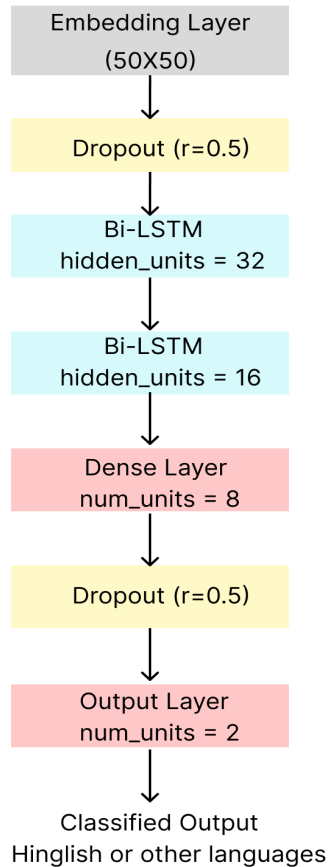 Embedding Layer
(50X50)
Dropout (r=0.5)
Bi-LSTM
hidden_units = 32
Bi-LSTM
hidden_units = 16
Dense Layer
num_units = 8
Dropout (r=0.5)
Output Layer
num_units = 2
Classified Output
Hinglish or other languages